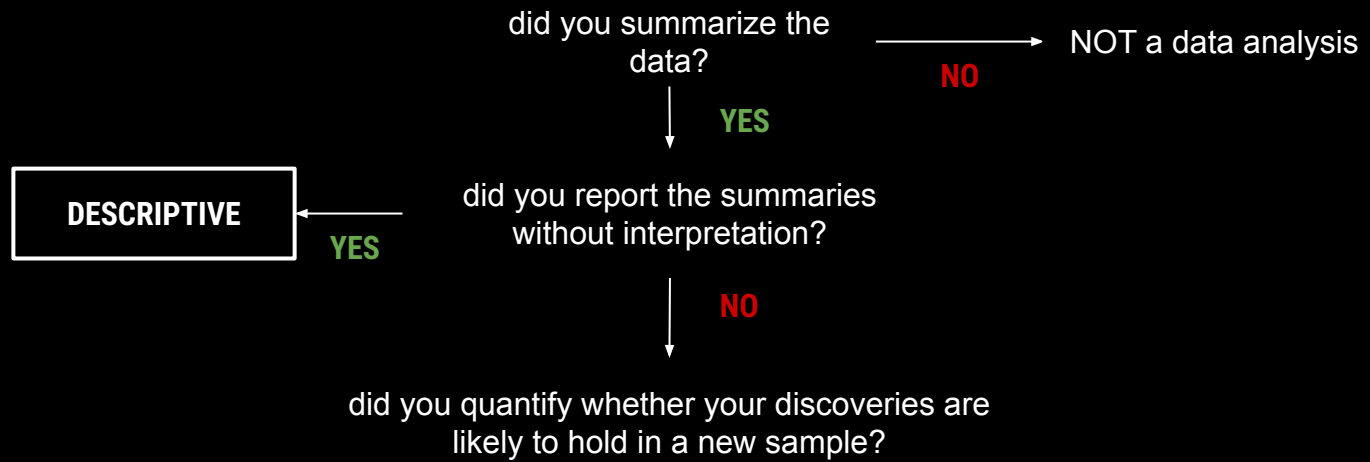 did you summarize the
data?
NOT a data analysis
NO
YES
did you report the summaries
without interpretation?
DESCRIPTIVE
YES
NO
did you quantify whether your discoveries are
likely to hold in a new sample?